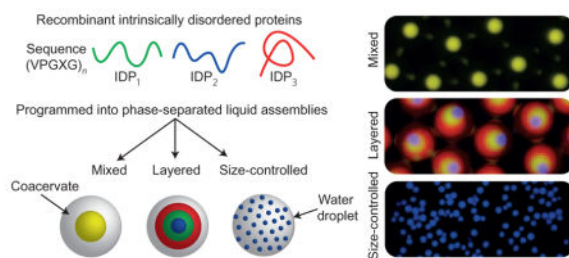 Recombinant intrinsically disordered proteins
Sequence
(VPGXG)n
IDP1
IDP2
IDP3
Programmed into phase-separated liquid assemblies
Mixed
Layered
Size-controlled
Coacervate
Water
droplet
Mixed
Layered
Size-controlled